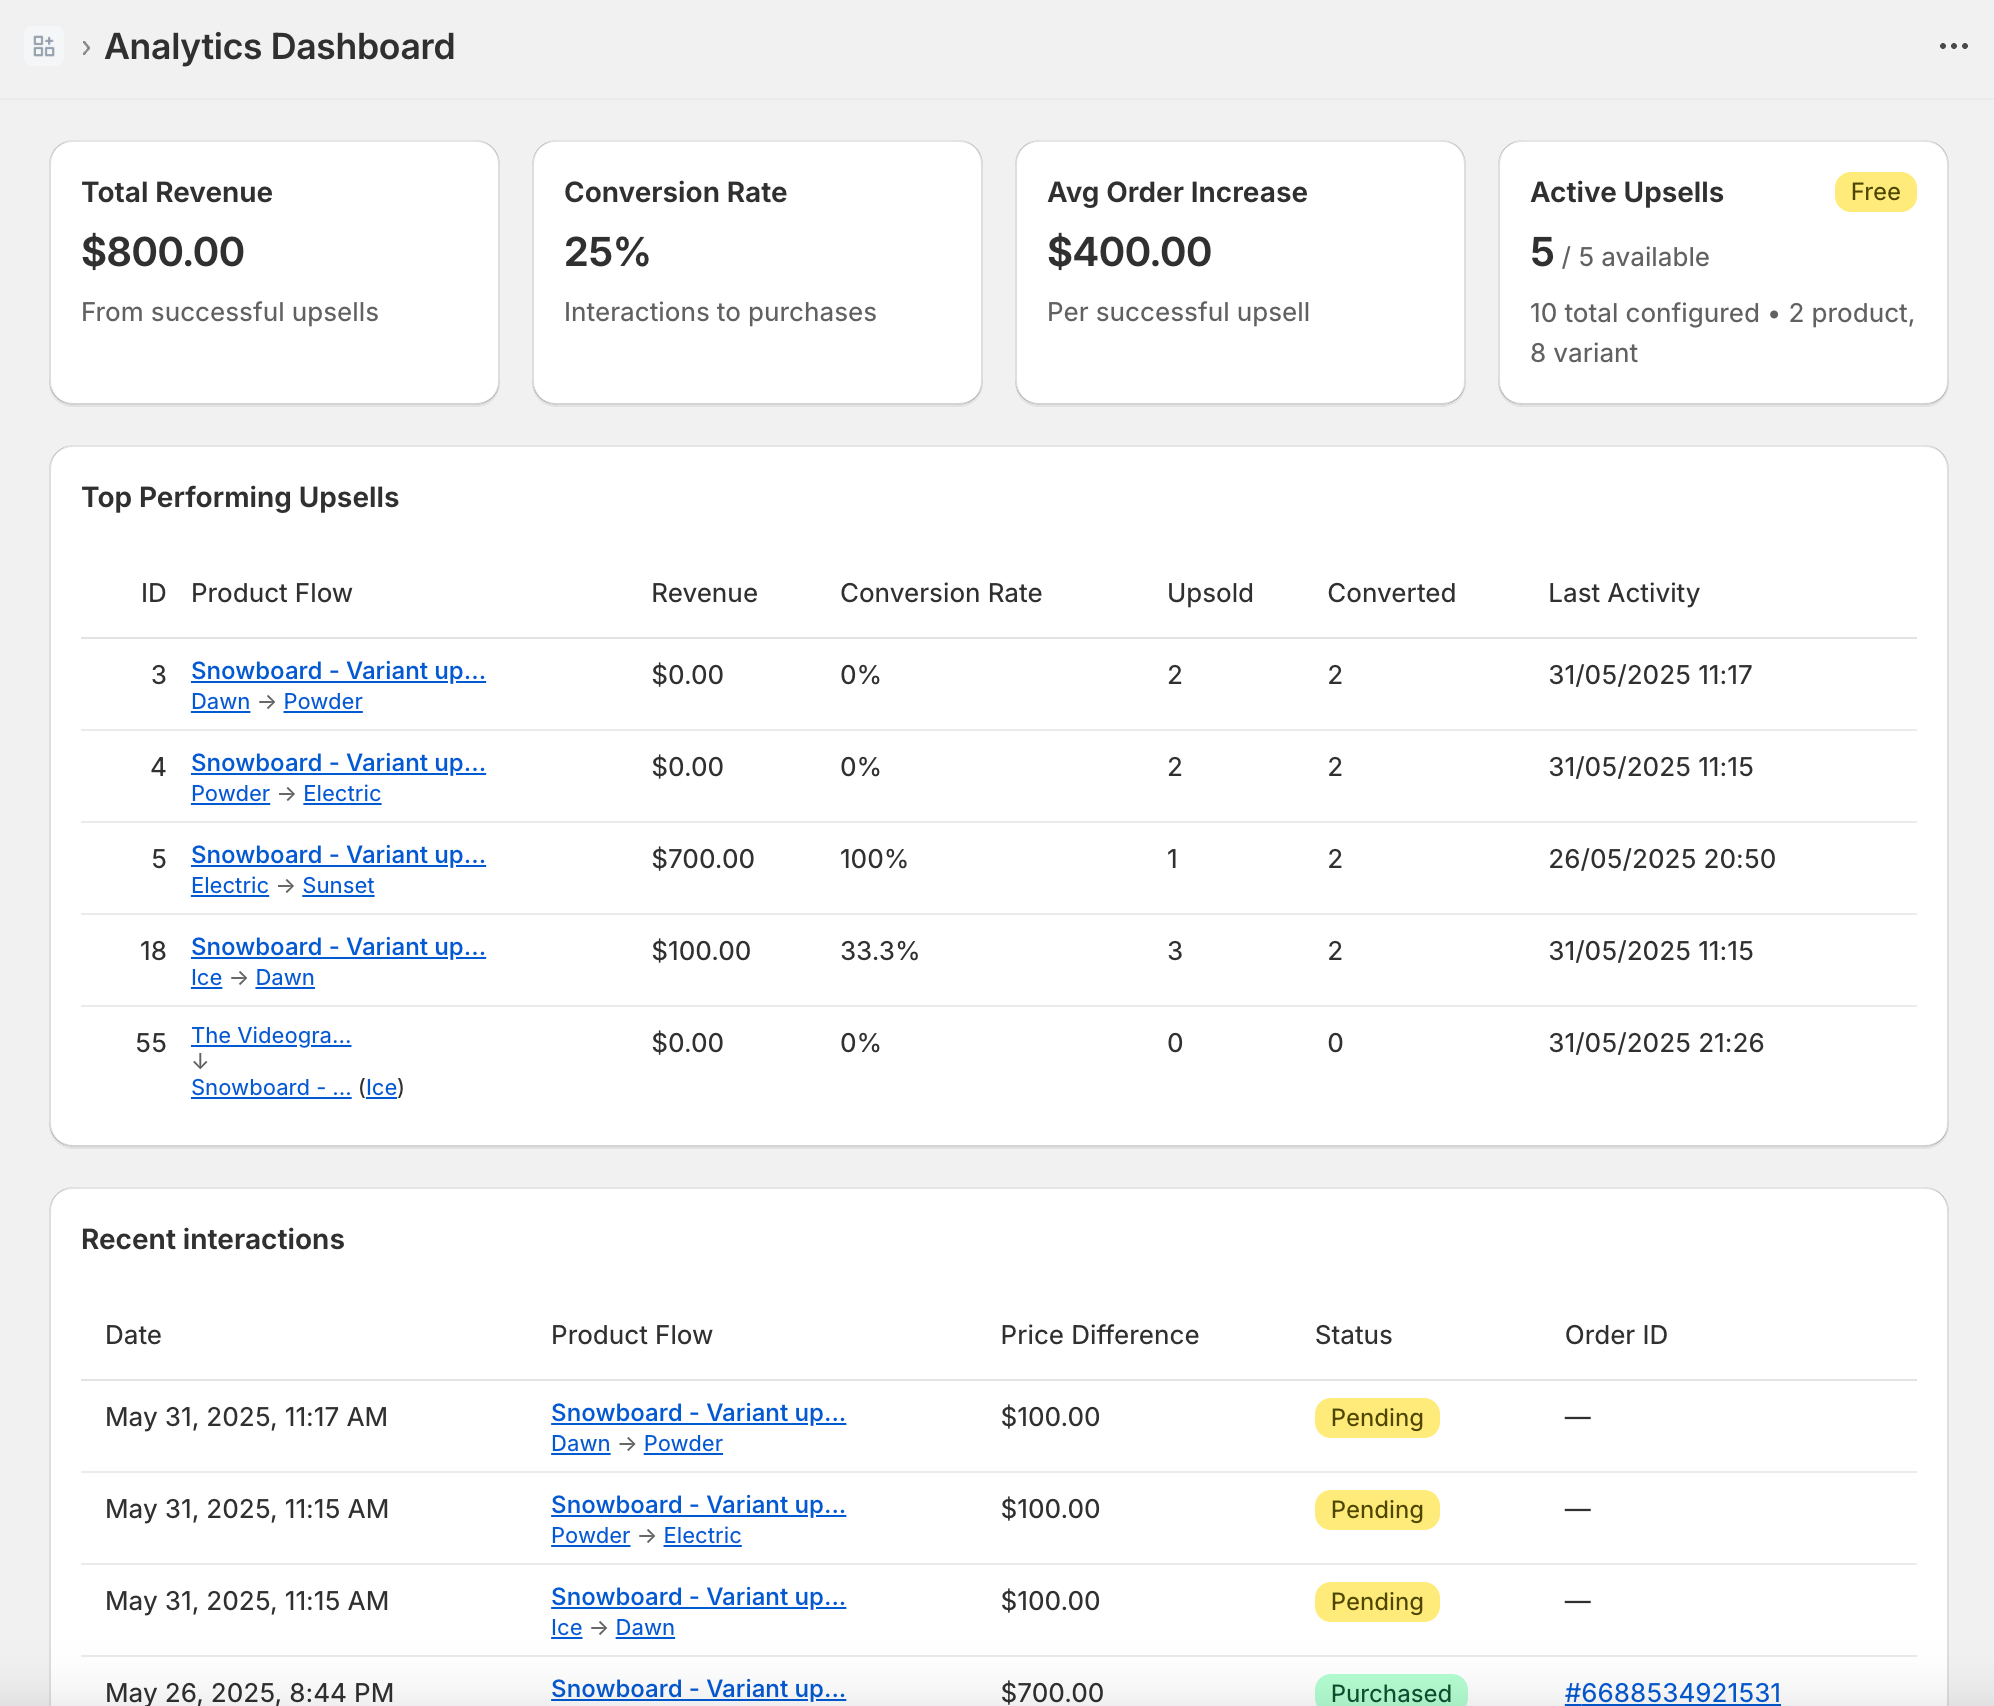 Analytics Dashboard
Total Revenue
$800.00
From successful upsells
Conversion Rate
25%
Interactions to purchases
Avg Order Increase
$400.00
Per successful upsell
Active Upsells Free
5 / 5 available
10 total configured • 2 product,
8 variant
Top Performing Upsells
ID Product Flow Revenue Conversion Rate Upsold Converted Last Activity
3 Snowboard - Variant up... $0.00 0% 2 2 31/05/2025 11:17
Dawn → Powder
4 Snowboard - Variant up... $0.00 0% 2 2 31/05/2025 11:15
Powder → Electric
5 Snowboard - Variant up... $700.00 100% 1 2 26/05/2025 20:50
Electric → Sunset
18 Snowboard - Variant up... $100.00 33.3% 3 2 31/05/2025 11:15
Ice → Dawn
55 The Videogra... $0.00 0% 0 0 31/05/2025 21:26
↓
Snowboard - ... (Ice)
Recent interactions
Date Product Flow Price Difference Status Order ID
May 31, 2025, 11:17 AM Snowboard - Variant up... $100.00 Pending —
Dawn → Powder
May 31, 2025, 11:15 AM Snowboard - Variant up... $100.00 Pending —
Powder → Electric
May 31, 2025, 11:15 AM Snowboard - Variant up... $100.00 Pending —
Ice → Dawn
May 26, 2025, 8:44 PM Snowboard - Variant up... $700.00 Purchased #6688534921531